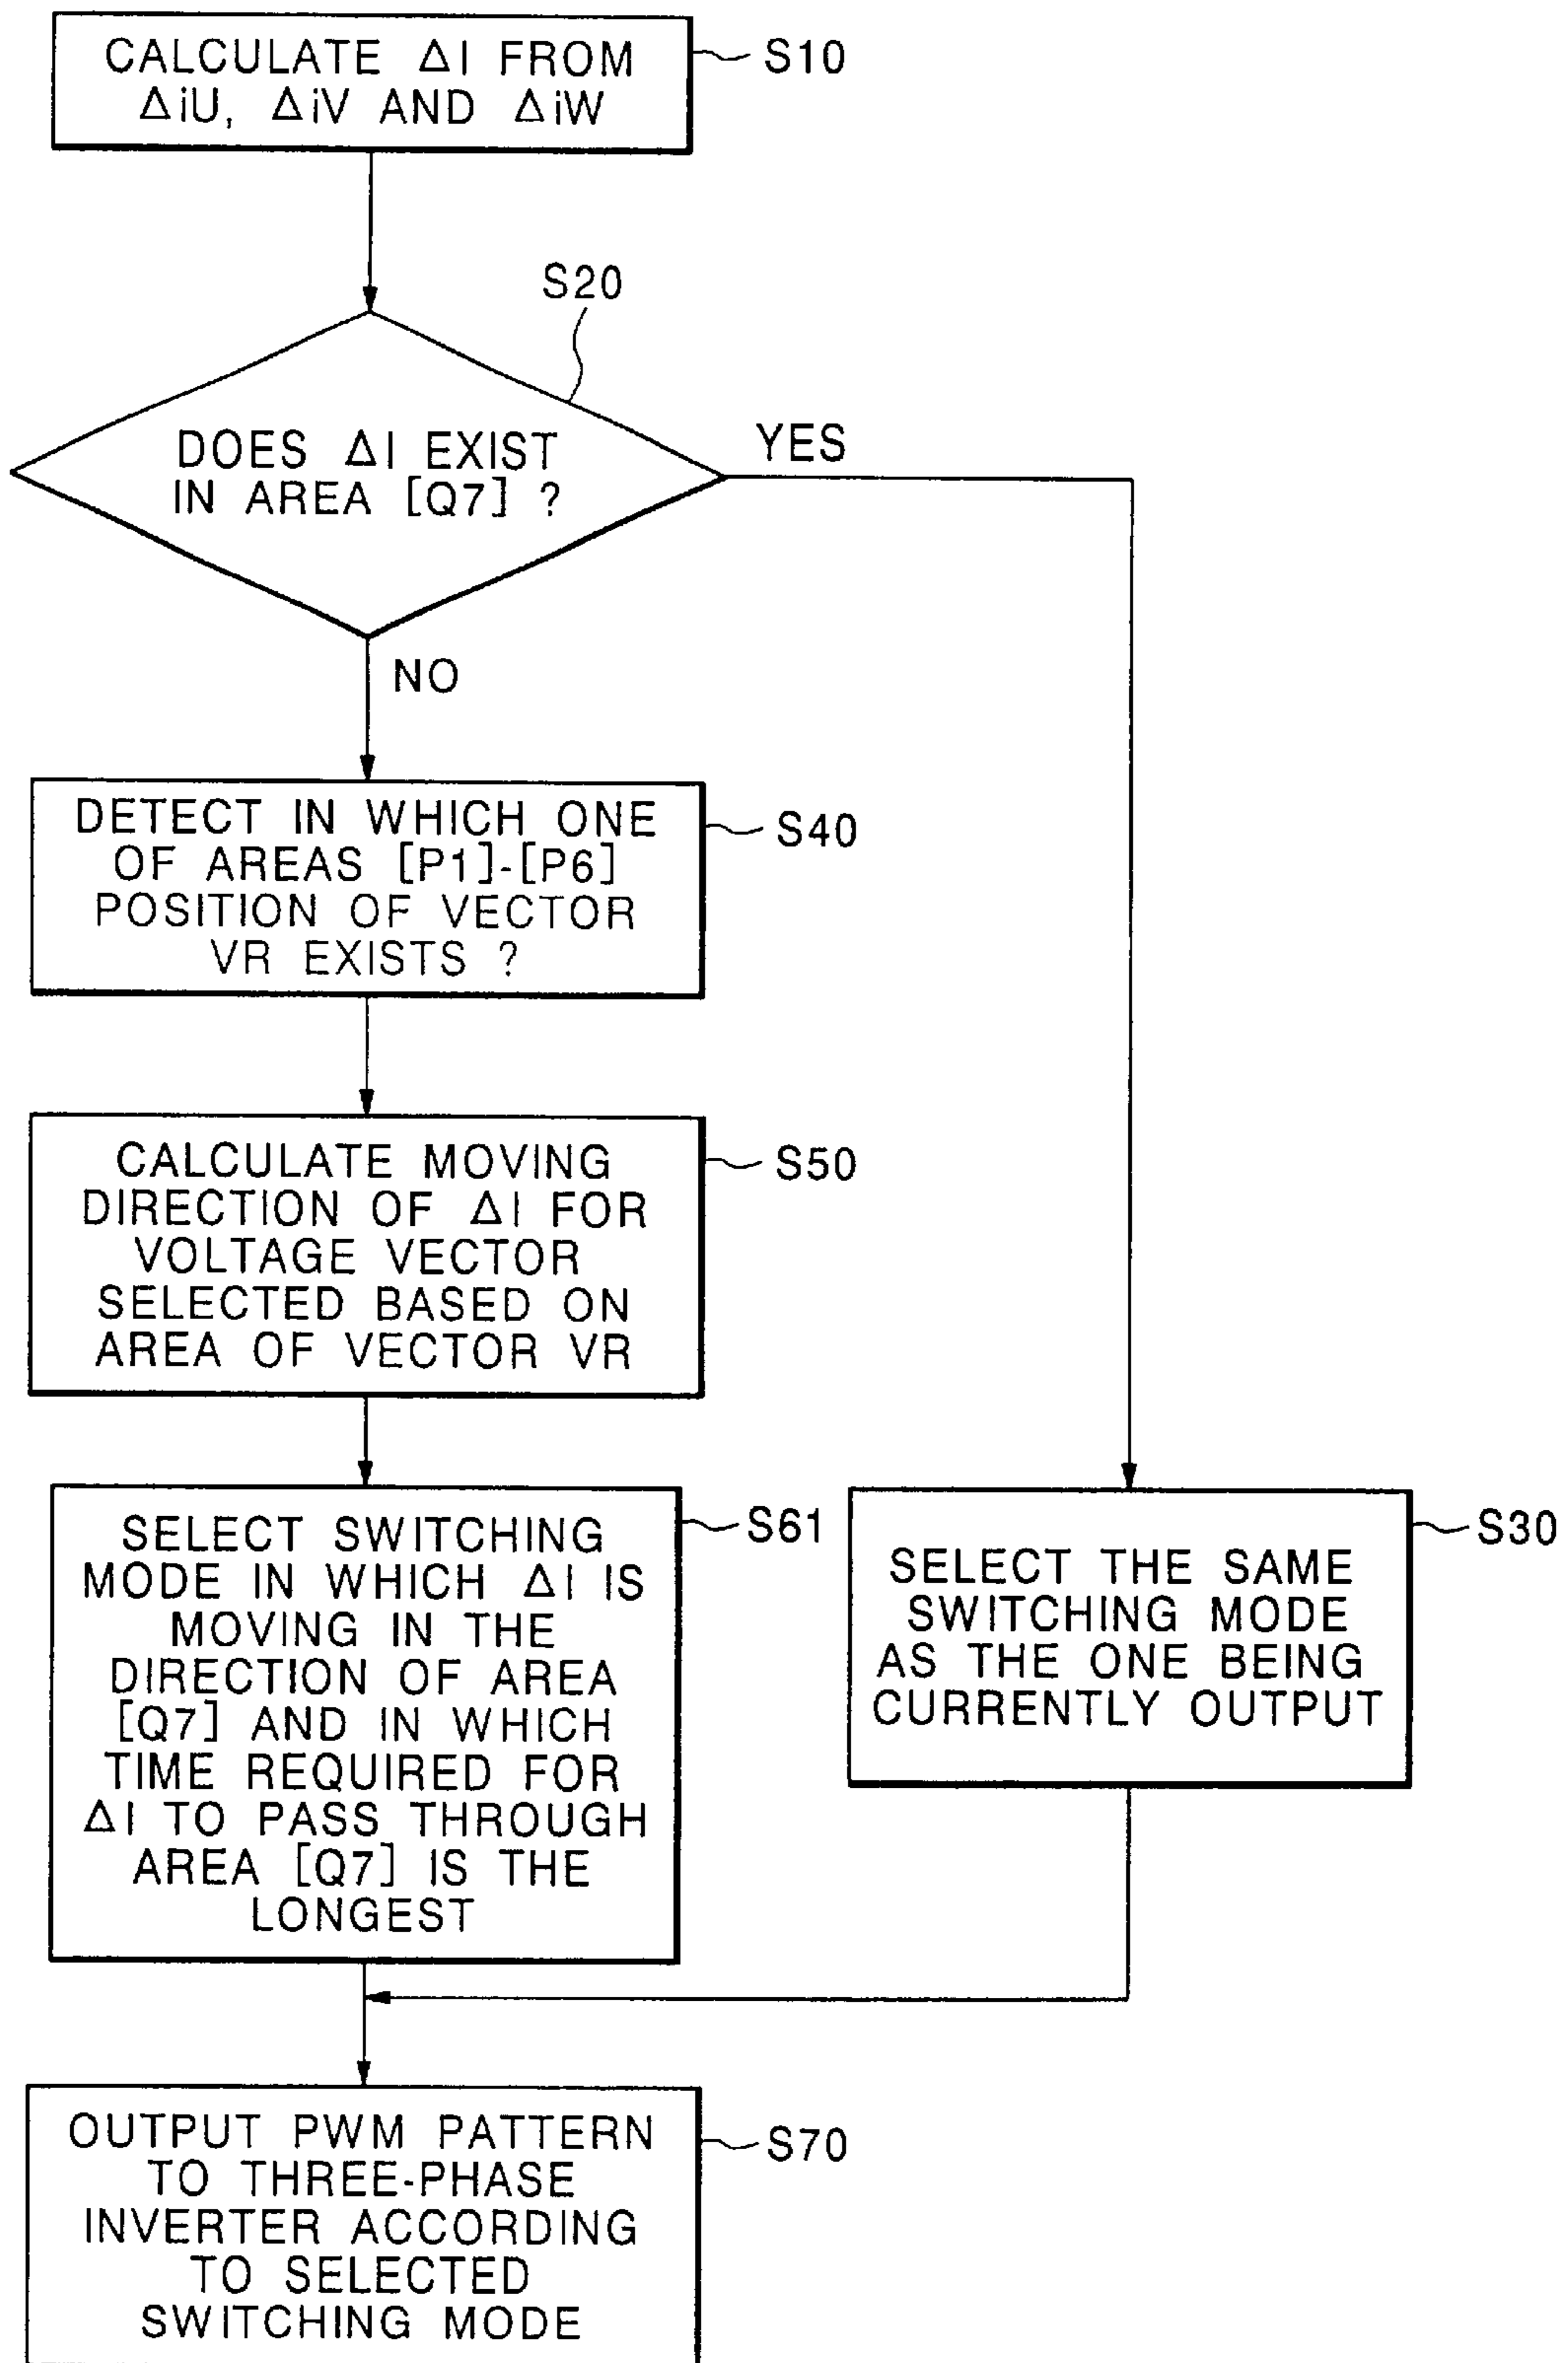 CALCULATE ΔI FROM
ΔiU, ΔiV AND ΔiW
S10
S20
DOES ΔI EXIST
IN AREA [Q7] ?
YES
NO
DETECT IN WHICH ONE
OF AREAS [P1]-[P6]
POSITION OF VECTOR
VR EXISTS ?
S40
CALCULATE MOVING
DIRECTION OF ΔI FOR
VOLTAGE VECTOR
SELECTED BASED ON
AREA OF VECTOR VR
S50
SELECT SWITCHING
MODE IN WHICH ΔI IS
MOVING IN THE
DIRECTION OF AREA
[Q7] AND IN WHICH
TIME REQUIRED FOR
ΔI TO PASS THROUGH
AREA [Q7] IS THE
LONGEST
S61
SELECT THE SAME
SWITCHING MODE
AS THE ONE BEING
CURRENTLY OUTPUT
S30
OUTPUT PWM PATTERN
TO THREE-PHASE
INVERTER ACCORDING
TO SELECTED
SWITCHING MODE
S70